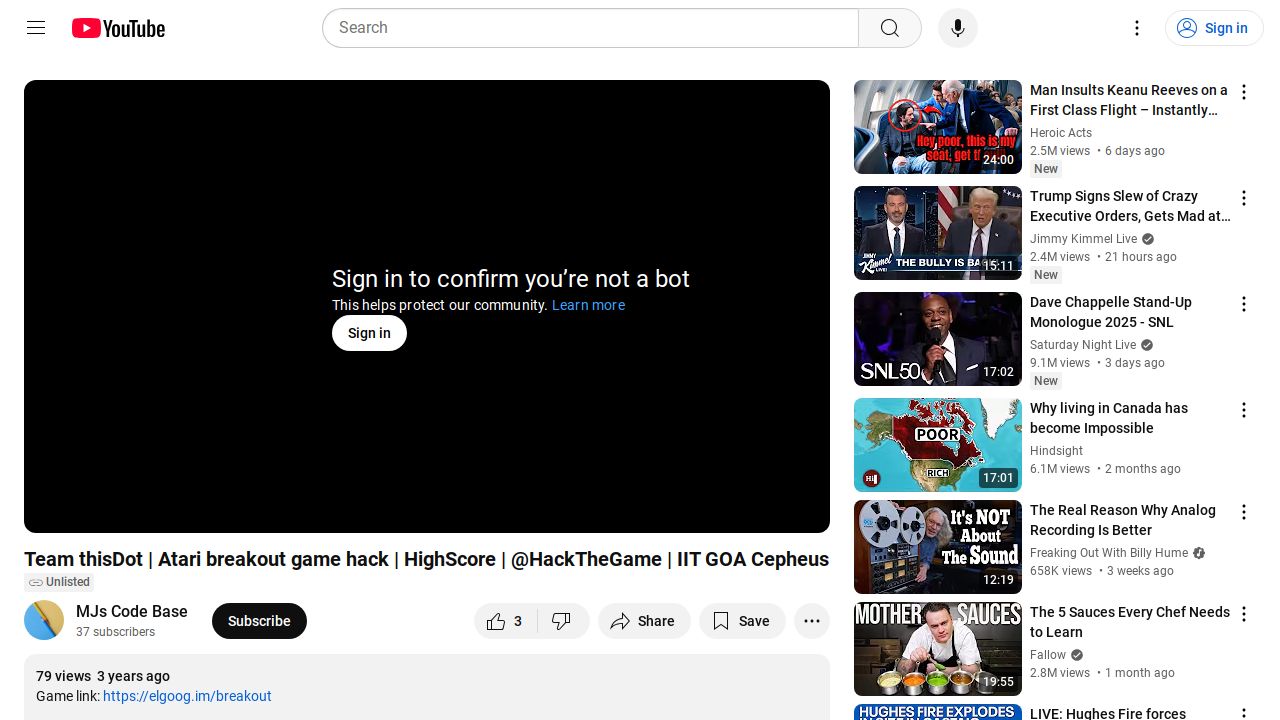 YouTube
Search
Sign in
Sign in to confirm you’re not a bot
This helps protect our community. Learn more
Sign in
Team thisDot | Atari breakout game hack | HighScore | @HackTheGame | IIT GOA Cepheus
Unlisted
MJs Code Base
37 subscribers
Subscribe
3
Share
Save
79 views 3 years ago
Game link: https://elgoog.im/breakout
Hey poor, this is my
seat, get tf
24:00
Man Insults Keanu Reeves on a
First Class Flight – Instantly…
Heroic Acts
2.5M views • 6 days ago
New
JIMMY
Kimmel
LIVE!
THE BULLY IS BA
15:11
Trump Signs Slew of Crazy
Executive Orders, Gets Mad at…
Jimmy Kimmel Live
2.4M views • 21 hours ago
New
SNL50
17:02
Dave Chappelle Stand-Up
Monologue 2025 - SNL
Saturday Night Live
9.1M views • 3 days ago
New
POOR
RICH
17:01
Why living in Canada has
become Impossible
Hindsight
6.1M views • 2 months ago
It's NOT
About
The Sound
12:19
The Real Reason Why Analog
Recording Is Better
Freaking Out With Billy Hume
658K views • 3 weeks ago
MOTHER SAUCES
19:55
The 5 Sauces Every Chef Needs
to Learn
Fallow
2.8M views • 1 month ago
HUGHES FIRE EXPLODES
LIVE: Hughes Fire forces